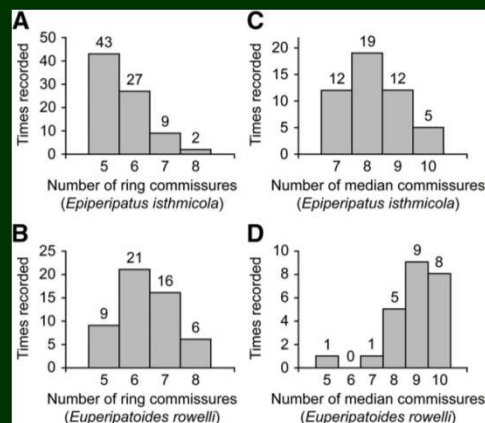 A
Times recorded
50
40
30
20
10
0
43
27
9
2
5 6 7 8
Number of ring commissures
(Epiperipatus isthmicola)
C
Times recorded
20
15
10
5
0
12
19
12
5
7 8 9 10
Number of median commissures
(Epiperipatus isthmicola)
B
Times recorded
25
20
15
10
5
0
9
21
16
6
5 6 7 8
Number of ring commissures
(Euperipatoides rowelli)
D
Times recorded
10
8
6
4
2
0
1
0
1
5
9
8
5 6 7 8 9 10
Number of median commissures
(Euperipatoides rowelli)